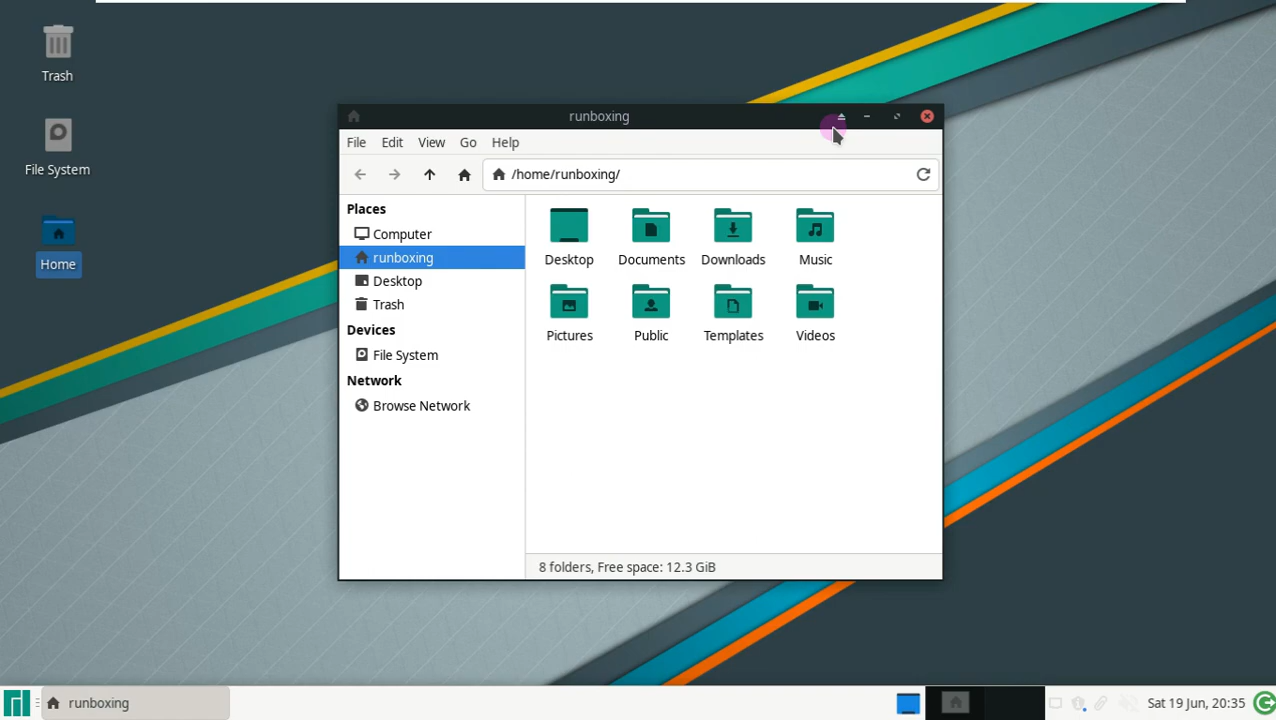 Trash
File System
Home
runboxing
File Edit View Go Help
/home/runboxing/
Places
Computer
runboxing
Desktop
Trash
Devices
File System
Network
Browse Network
Desktop Documents Downloads Music
Pictures Public Templates Videos
8 folders, Free space: 12.3 GiB
runboxing
Sat 19 Jun, 20:35